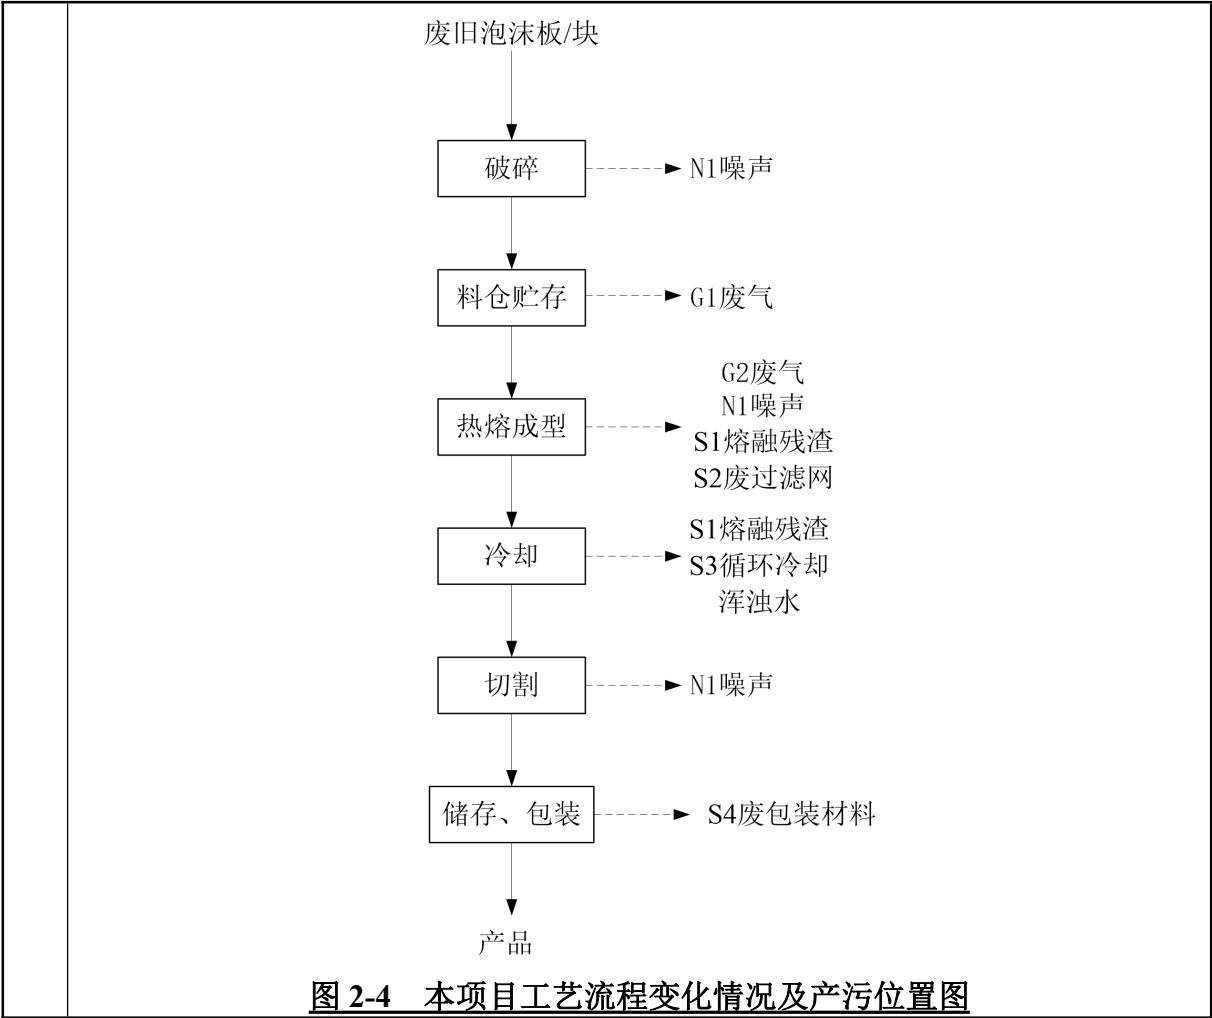 废旧泡沫板/块
破碎
N1噪声
料仓贮存
G1废气
G2废气
N1噪声
热熔成型
S1熔融残渣
S2废过滤网
S1熔融残渣
冷却
S3循环冷却
浑浊水
切割
N1噪声
储存、包装
S4废包装材料
产品
图 2-4 本项目工艺流程变化情况及产污位置图